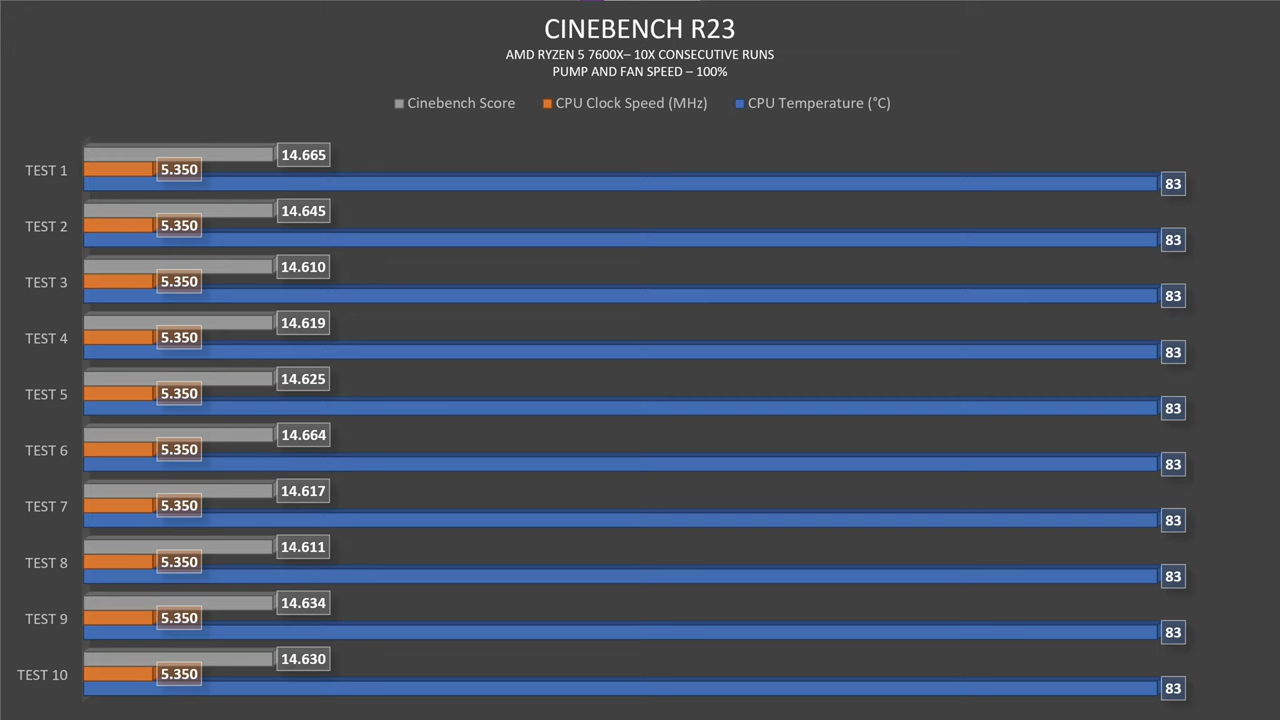 CINEBENCH R23
AMD RYZEN 5 7600X– 10X CONSECUTIVE RUNS
PUMP AND FAN SPEED – 100%
Cinebench Score CPU Clock Speed (MHz) CPU Temperature (°C)
14.665
TEST 1 5.350
83
14.645
TEST 2 5.350
83
14.610
TEST 3 5.350
83
14.619
TEST 4 5.350
83
14.625
TEST 5 5.350
83
14.664
TEST 6 5.350
83
14.617
TEST 7 5.350
83
14.611
TEST 8 5.350
83
14.634
TEST 9 5.350
83
14.630
TEST 10 5.350
83